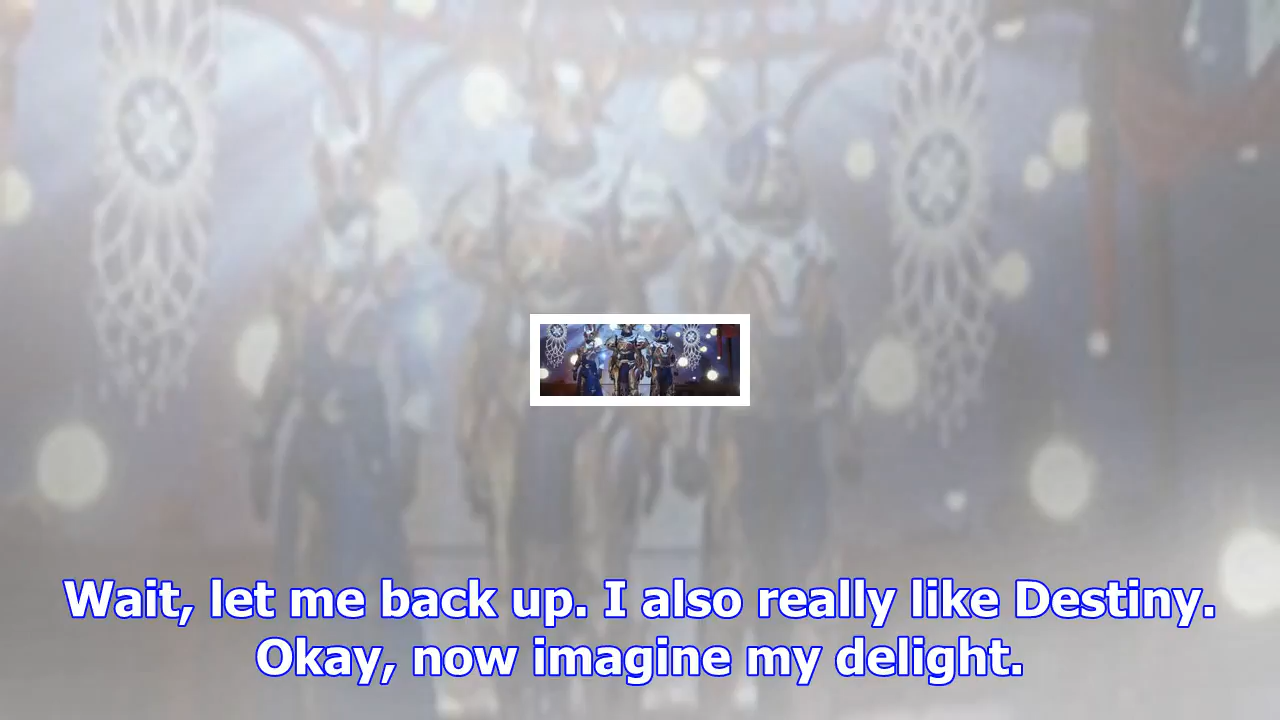 Wait, let me back up. I also really like Destiny.
Okay, now imagine my delight.